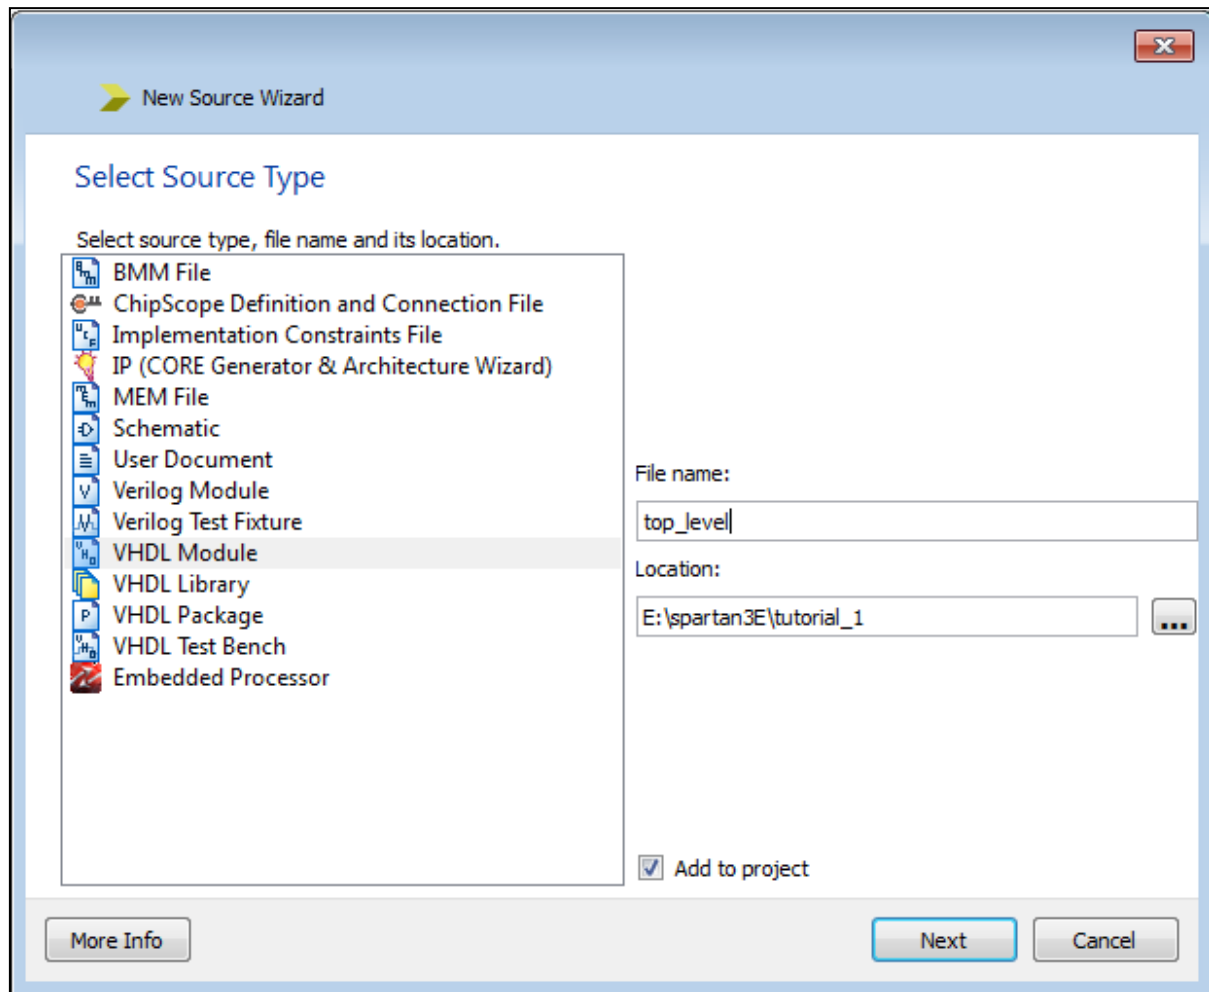 New Source Wizard
Select Source Type
Select source type, file name and its location.
BMM File
ChipScope Definition and Connection File
Implementation Constraints File
IP (CORE Generator & Architecture Wizard)
MEM File
Schematic
User Document
Verilog Module
Verilog Test Fixture
VHDL Module
VHDL Library
VHDL Package
VHDL Test Bench
Embedded Processor
File name:
top_level
Location:
E:\spartan3E\tutorial_1
...
Add to project
More Info
Next
Cancel